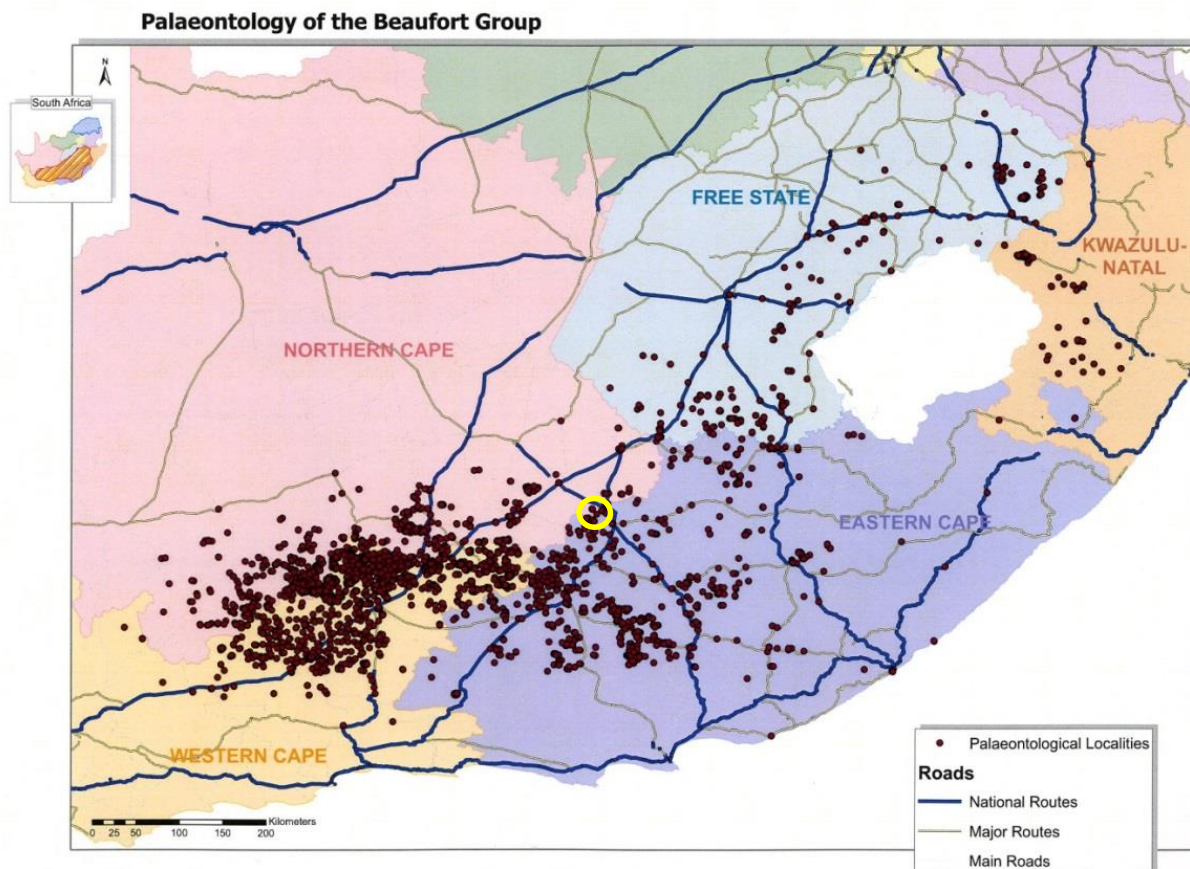 Palaeontology of the Beaufort Group
N
South Africa
FREE STATE
KWAZULU-
NATAL
NORTHERN CAPE
EASTERN CAPE
WESTERN CAPE
Kilometers
0 25 50 100 150 200
Palaeontological Localities
Roads
National Routes
Major Routes
Main Roads